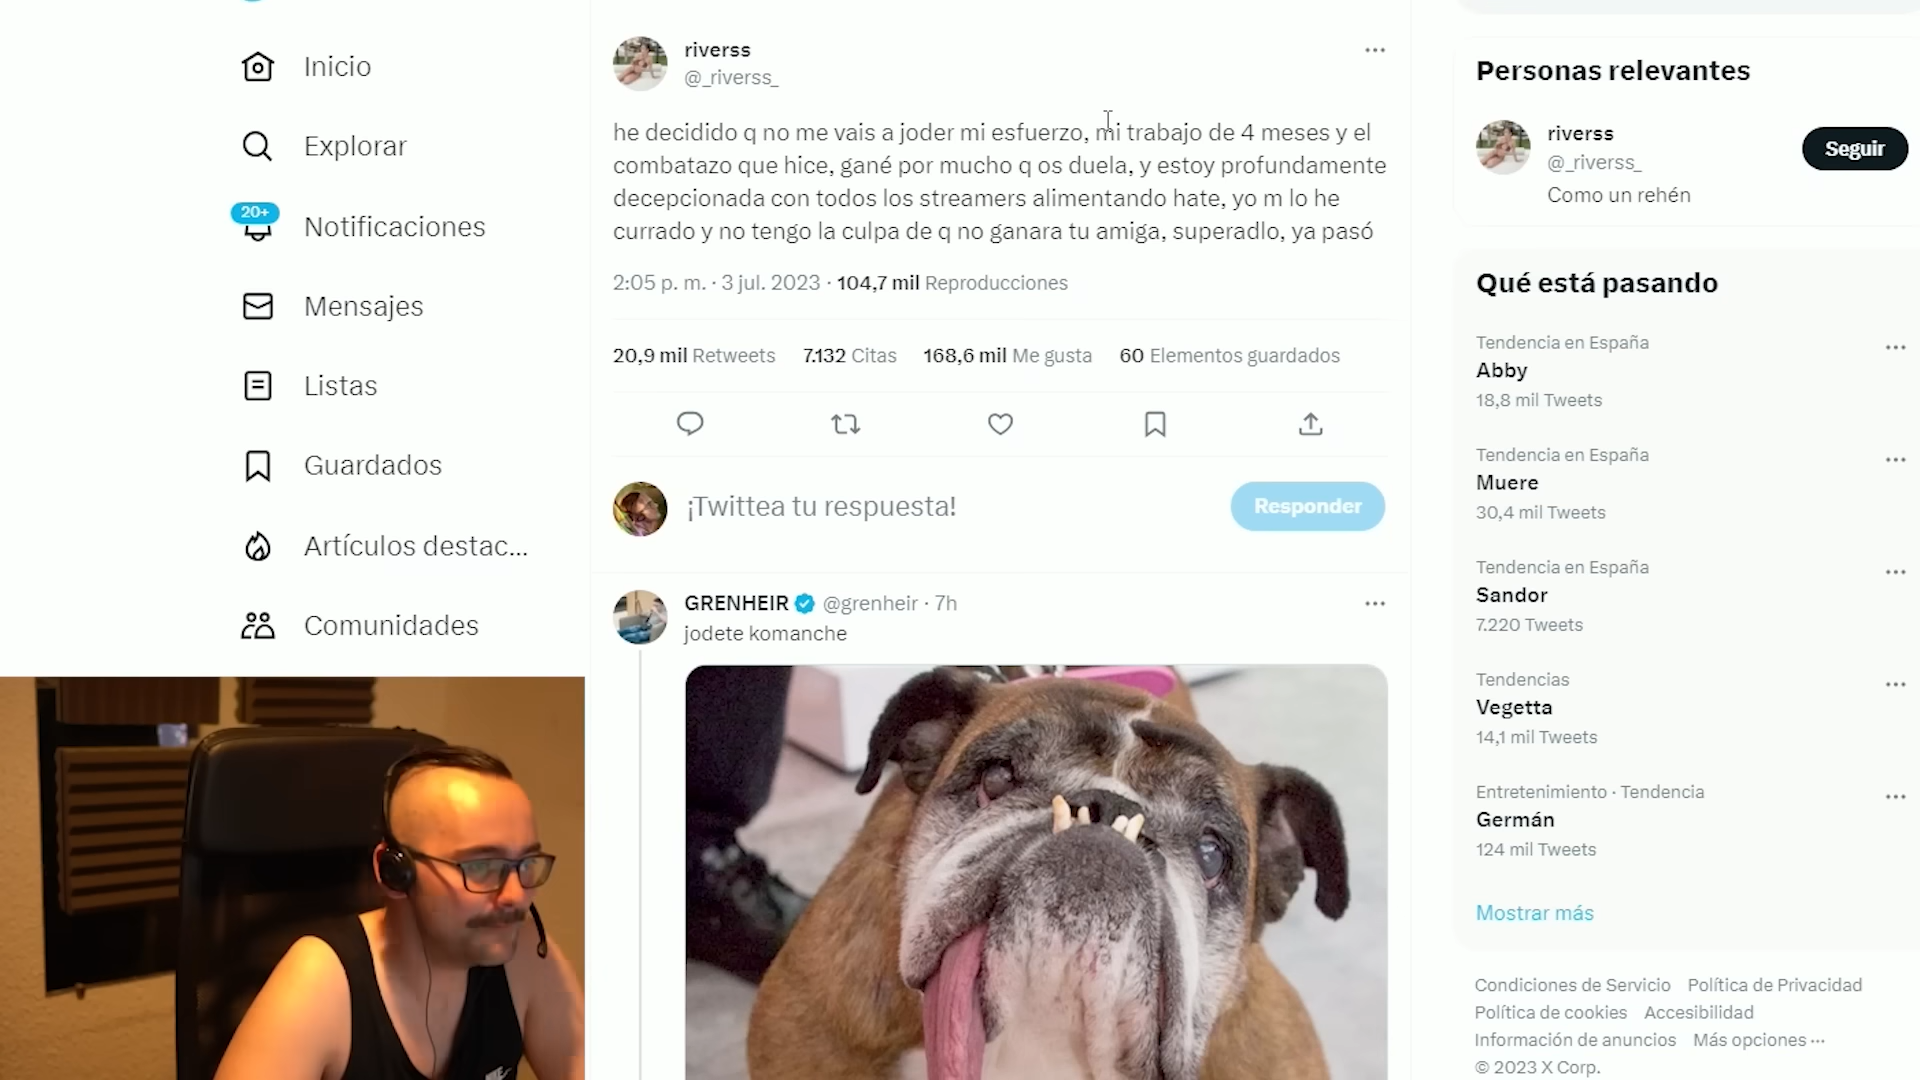 Inicio
Explorar
20+
Notificaciones
Mensajes
Listas
Guardados
Artículos destac...
Comunidades
riverss
@_riverss_
he decidido q no me vais a joder mi esfuerzo, mi trabajo de 4 meses y el
combatazo que hice, gané por mucho q os duela, y estoy profundamente
decepcionada con todos los streamers alimentando hate, yo m lo he
currado y no tengo la culpa de q no ganara tu amiga, superadlo, ya pasó
2:05 p. m. · 3 jul. 2023 · 104,7 mil Reproducciones
20,9 mil Retweets 7.132 Citas 168,6 mil Me gusta 60 Elementos guardados
¡Twittea tu respuesta!
Responder
GRENHEIR @grenheir · 7h
jodete komanche
Personas relevantes
riverss
@_riverss_
Seguir
Como un rehén
Qué está pasando
Tendencia en España
Abby
18,8 mil Tweets
Tendencia en España
Muere
30,4 mil Tweets
Tendencia en España
Sandor
7.220 Tweets
Tendencias
Vegetta
14,1 mil Tweets
Entretenimiento · Tendencia
Germán
124 mil Tweets
Mostrar más
Condiciones de Servicio Política de Privacidad
Política de cookies Accesibilidad
Información de anuncios Más opciones ···
© 2023 X Corp.
NIKE